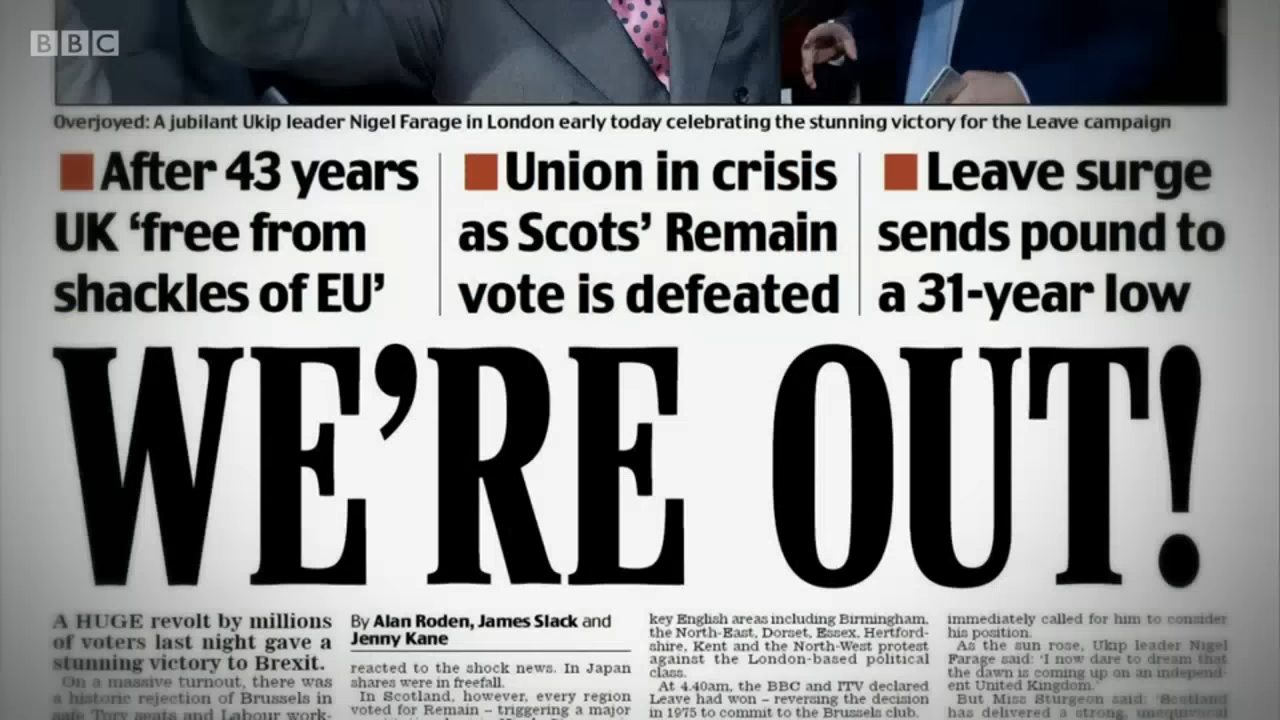 BBC
Overjoyed: A jubilant Ukip leader Nigel Farage in London early today celebrating the stunning victory for the Leave campaign
After 43 years
UK ‘free from
shackles of EU’
Union in crisis
as Scots’ Remain
vote is defeated
Leave surge
sends pound to
a 31-year low
WE’RE OUT!
A HUGE revolt by millions
of voters last night gave a
stunning victory to Brexit.
On a massive turnout, there was
a historic rejection of Brussels in
safe Tory seats and Labour work-
By Alan Roden, James Slack and
Jenny Kane
reacted to the shock news. In Japan
shares were in freefall.
In Scotland, however, every region
voted for Remain – triggering a major
key English areas including Birmingham,
the North-East, Dorset, Essex, Hertford-
shire, Kent and the North-West protest
against the London-based political
class.
At 4.40am, the BBC and ITV declared
Leave had won – reversing the decision
in 1975 to commit to the Brussels club.
immediately called for him to consider
his position.
As the sun rose, Ukip leader Nigel
Farage said: ‘I now dare to dream that
the dawn is coming up on an independ-
ent United Kingdom.’
But Miss Sturgeon said: ‘Scotland
has delivered a strong, unequivocal